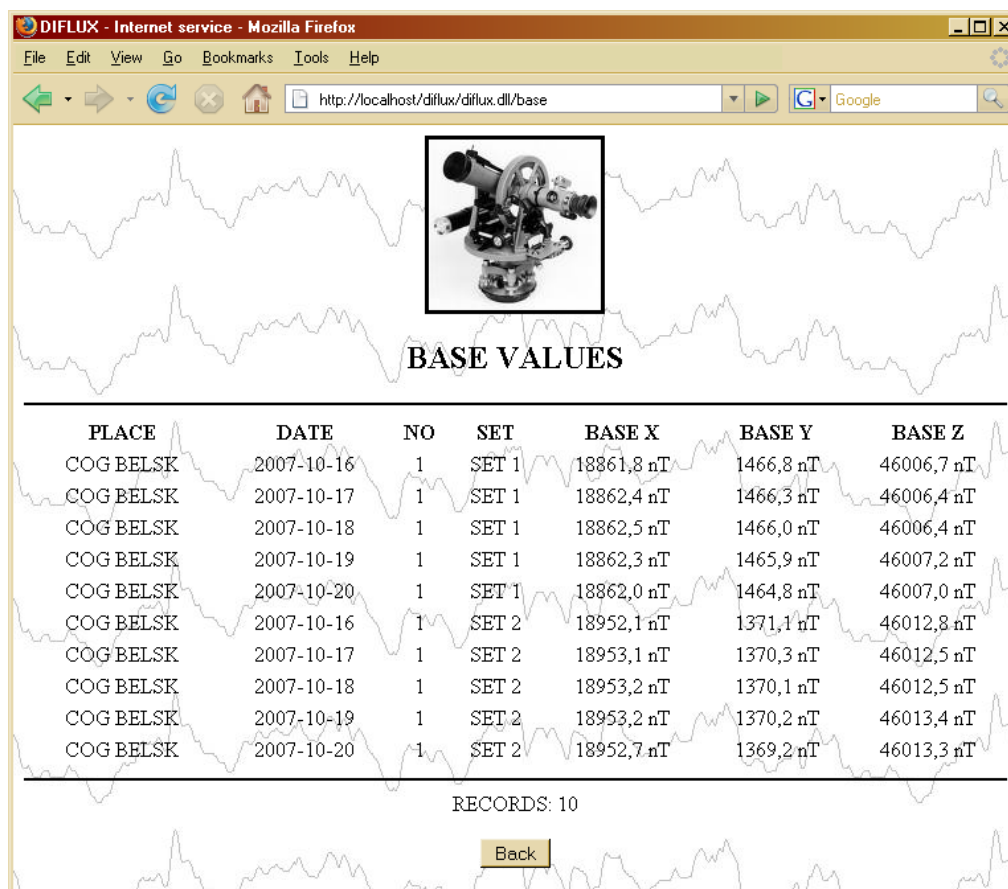 DIFLUX - Internet service - Mozilla Firefox
File Edit View Go Bookmarks Tools Help
http://localhost/diflux/diflux.dll/base G Google
BASE VALUES
PLACE DATE NO SET BASE X BASE Y BASE Z
COG BELSK 2007-10-16 1 SET 1 18861,8 nT 1466,8 nT 46006,7 nT
COG BELSK 2007-10-17 1 SET 1 18862,4 nT 1466,3 nT 46006,4 nT
COG BELSK 2007-10-18 1 SET 1 18862,5 nT 1466,0 nT 46006,4 nT
COG BELSK 2007-10-19 1 SET 1 18862,3 nT 1465,9 nT 46007,2 nT
COG BELSK 2007-10-20 1 SET 1 18862,0 nT 1464,8 nT 46007,0 nT
COG BELSK 2007-10-16 1 SET 2 18952,1 nT 1371,1 nT 46012,8 nT
COG BELSK 2007-10-17 1 SET 2 18953,1 nT 1370,3 nT 46012,5 nT
COG BELSK 2007-10-18 1 SET 2 18953,2 nT 1370,1 nT 46012,5 nT
COG BELSK 2007-10-19 1 SET 2 18953,2 nT 1370,2 nT 46013,4 nT
COG BELSK 2007-10-20 1 SET 2 18952,7 nT 1369,2 nT 46013,3 nT
RECORDS: 10
Back